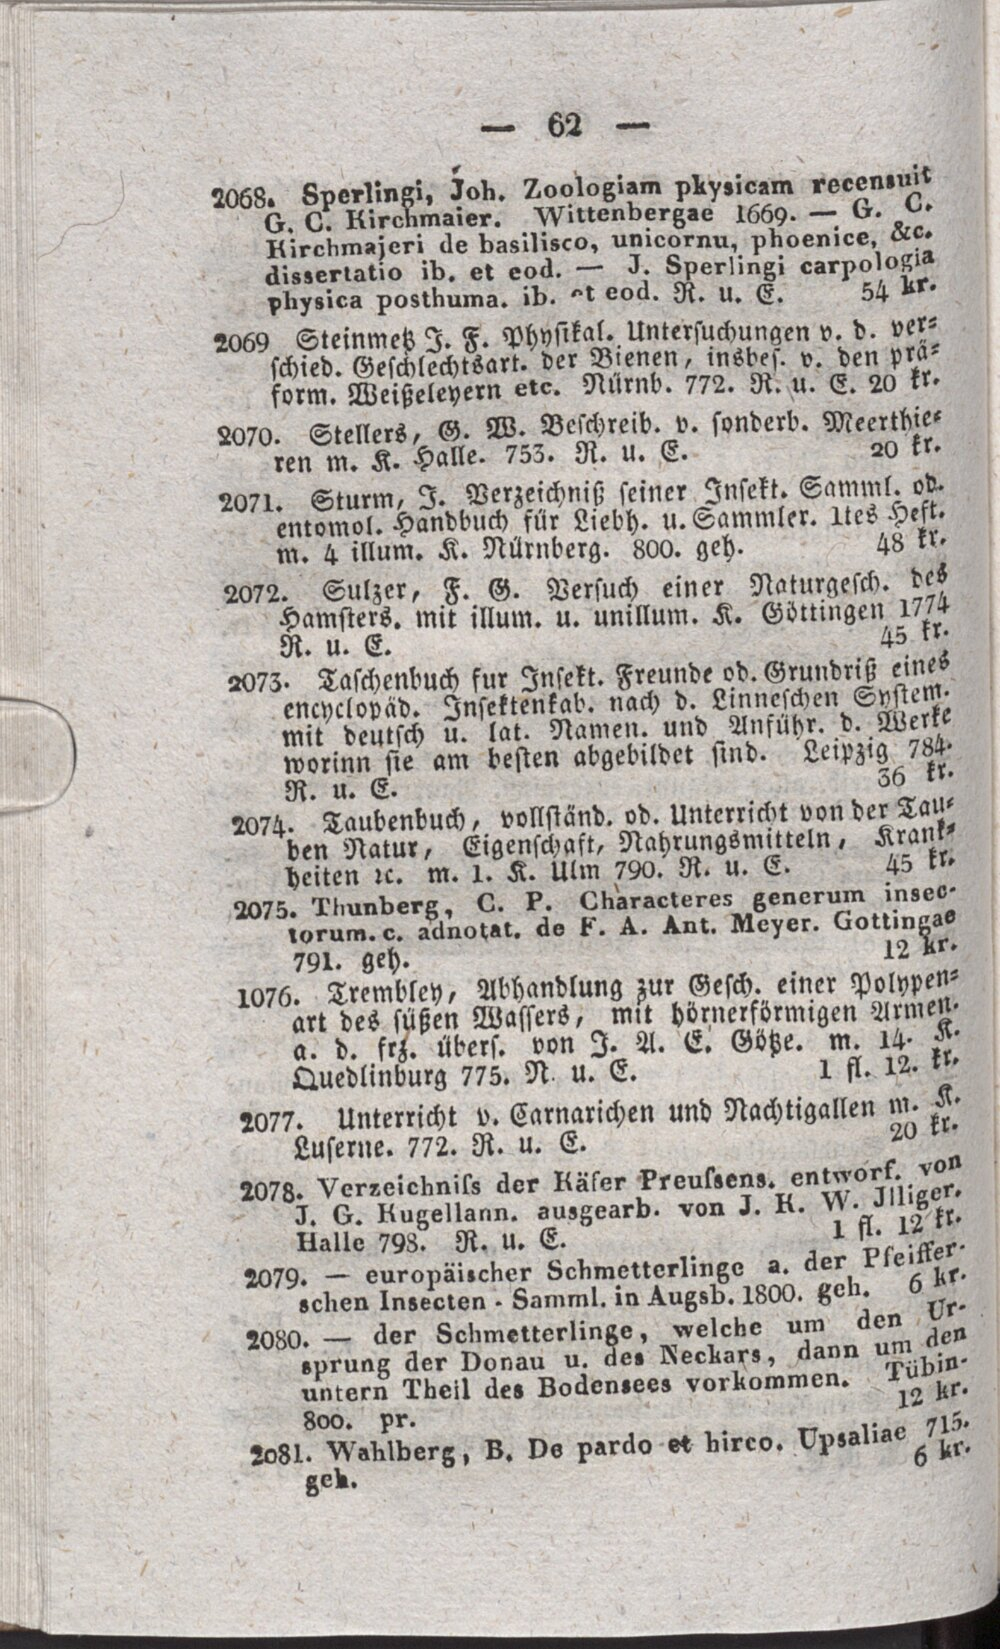 — 62 —
2068. Sperlingi, Joh. Zoologiam pkysicam recensuit
G. C. Kirchmaier. Wittenbergae 1669. — G. C.
Kirchmajeri de basilisco, unicornu, phoenice, &c.
dissertatio ib. et eod. — J. Sperlingi carpologia
physica posthuma. ib. et eod. R. u. E. 54 kr.
2069 Steinmetz J. F. Physikal. Untersuchungen v. d. ver=
schied. Geschlechtsart. der Bienen, insbes. v. den prä=
form. Weißeleyern etc. Nürnb. 772. R. u. E. 20 kr.
2070. Stellers, G. W. Beschreib. v. sonderb. Meerthie=
ren m. K. Halle. 753. R. u. E. 20 kr.
2071. Sturm, J. Verzeichniß seiner Insekt. Samml. od.
entomol. Handbuch für Liebh. u. Sammler. 1tes Heft.
m. 4 illum. K. Nürnberg. 800. geh. 48 kr.
2072. Sulzer, F. G. Versuch einer Naturgesch. des
Hamsters. mit illum. u. unillum. K. Göttingen 1774
R. u. E. 45 kr.
2073. Taschenbuch fur Insekt. Freunde od. Grundriß eines
encyclopäd. Insektenkab. nach d. Linneschen System.
mit deutsch u. lat. Namen. und Anführ. d. Werke
worinn sie am besten abgebildet sind. Leipzig 784.
R. u. E. 36 kr.
2074. Taubenbuch, vollständ. od. Unterricht von der Tau=
ben Natur, Eigenschaft, Nahrungsmitteln, Krank=
heiten ꝛc. m. 1. K. Ulm 790. R. u. E. 45 kr.
2075. Thunberg, C. P. Characteres generum insec-
torum. c. adnotat. de F. A. Ant. Meyer. Gottingae
791. geh. 12 kr.
1076. Trembley, Abhandlung zur Gesch. einer Polypen=
art des süßen Wassers, mit hörnerförmigen Armen.
a. d. frz. übers. von J. A. E. Götze. m. 14. K.
Quedlinburg 775. R. u. E. 1 fl. 12. kr.
2077. Unterricht v. Carnarichen und Nachtigallen m. K.
Luserne. 772. R. u. E. 20 kr.
2078. Verzeichniſs der Käfer Preuſsens. entworf. von
J. G. Kugellann. ausgearb. von J. K. W. Jlliger.
Halle 798. R. u. E. 1 fl. 12 kr.
2079. — europäischer Schmetterlinge a. der Pfeiffer-
schen Insecten - Samml. in Augsb. 1800. geh. 6 kr.
2080. — der Schmetterlinge, welche um den Ur-
sprung der Donau u. des Neckars, dann um den
untern Theil des Bodensees vorkommen. Tübin-
800. pr. 12 kr.
2081. Wahlberg, B. De pardo et hirco. Upsaliae 715.
geh. 6 kr.